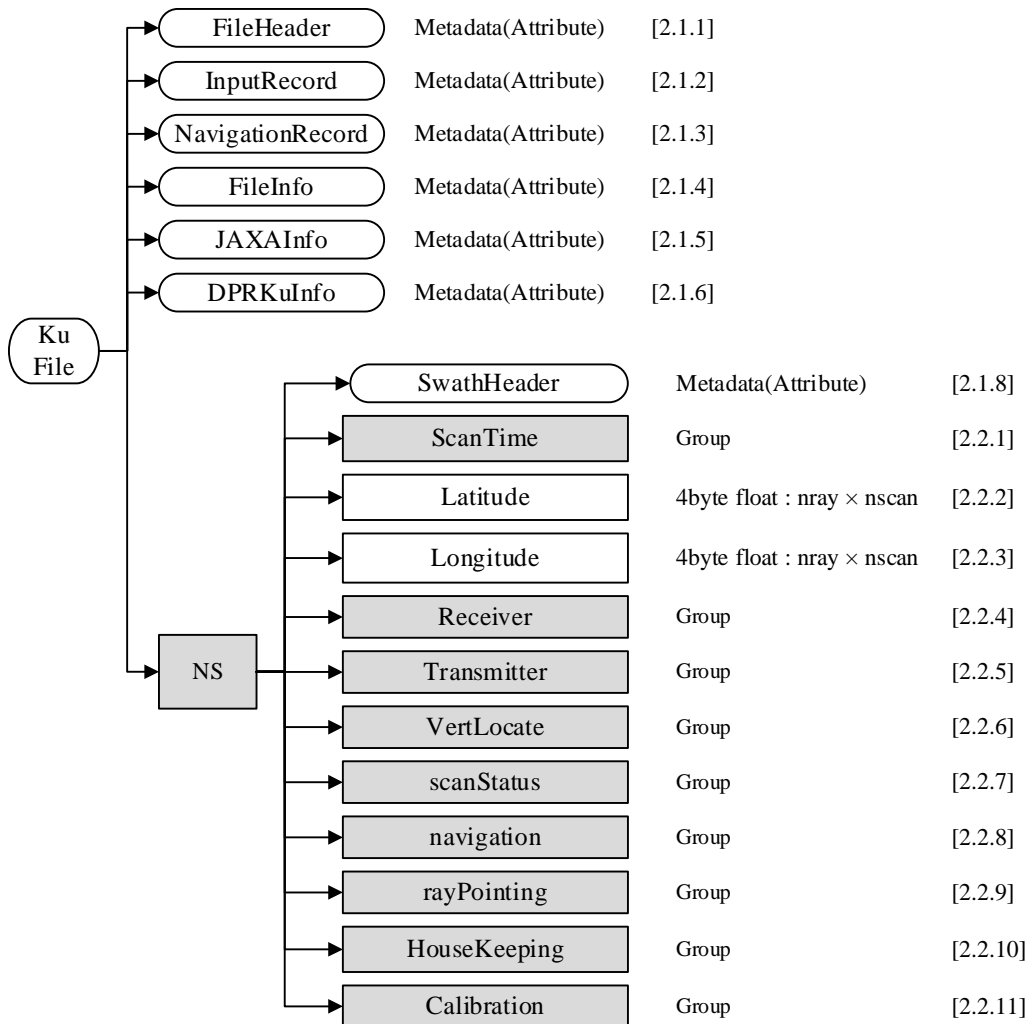 FileHeader Metadata(Attribute) [2.1.1]
InputRecord Metadata(Attribute) [2.1.2]
NavigationRecord Metadata(Attribute) [2.1.3]
FileInfo Metadata(Attribute) [2.1.4]
JAXAInfo Metadata(Attribute) [2.1.5]
DPRKuInfo Metadata(Attribute) [2.1.6]
Ku
File
SwathHeader Metadata(Attribute) [2.1.8]
ScanTime Group [2.2.1]
Latitude 4byte float : nray × nscan [2.2.2]
Longitude 4byte float : nray × nscan [2.2.3]
Receiver Group [2.2.4]
NS
Transmitter Group [2.2.5]
VertLocate Group [2.2.6]
scanStatus Group [2.2.7]
navigation Group [2.2.8]
rayPointing Group [2.2.9]
HouseKeeping Group [2.2.10]
Calibration Group [2.2.11]